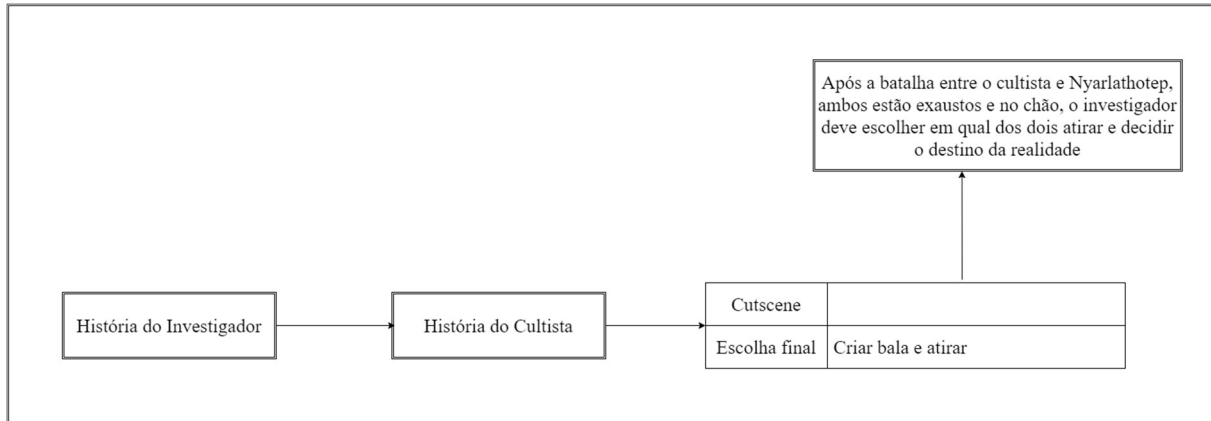 Após a batalha entre o cultista e Nyarlathotep,
ambos estão exaustos e no chão, o investigador
deve escolher em qual dos dois atirar e decidir
o destino da realidade
História do Investigador
História do Cultista
Cutscene
Escolha final
Criar bala e atirar